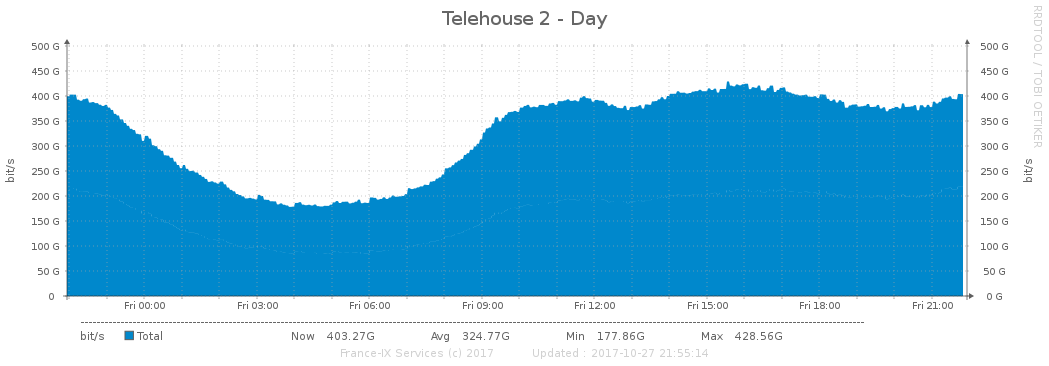 Telehouse 2 - Day
RRDTOOL / TOBI OETIKER
500 G 500 G
450 G 450 G
400 G 400 G
350 G 350 G
300 G 300 G
250 G 250 G
200 G 200 G
150 G 150 G
100 G 100 G
50 G 50 G
0 0 G
bit/s
bit/s
Fri 00:00 Fri 03:00 Fri 06:00 Fri 09:00 Fri 12:00 Fri 15:00 Fri 18:00 Fri 21:00
bit/s Total Now 403.27G Avg 324.77G Min 177.86G Max 428.56G
France-IX Services (c) 2017 Updated : 2017-10-27 21:55:14